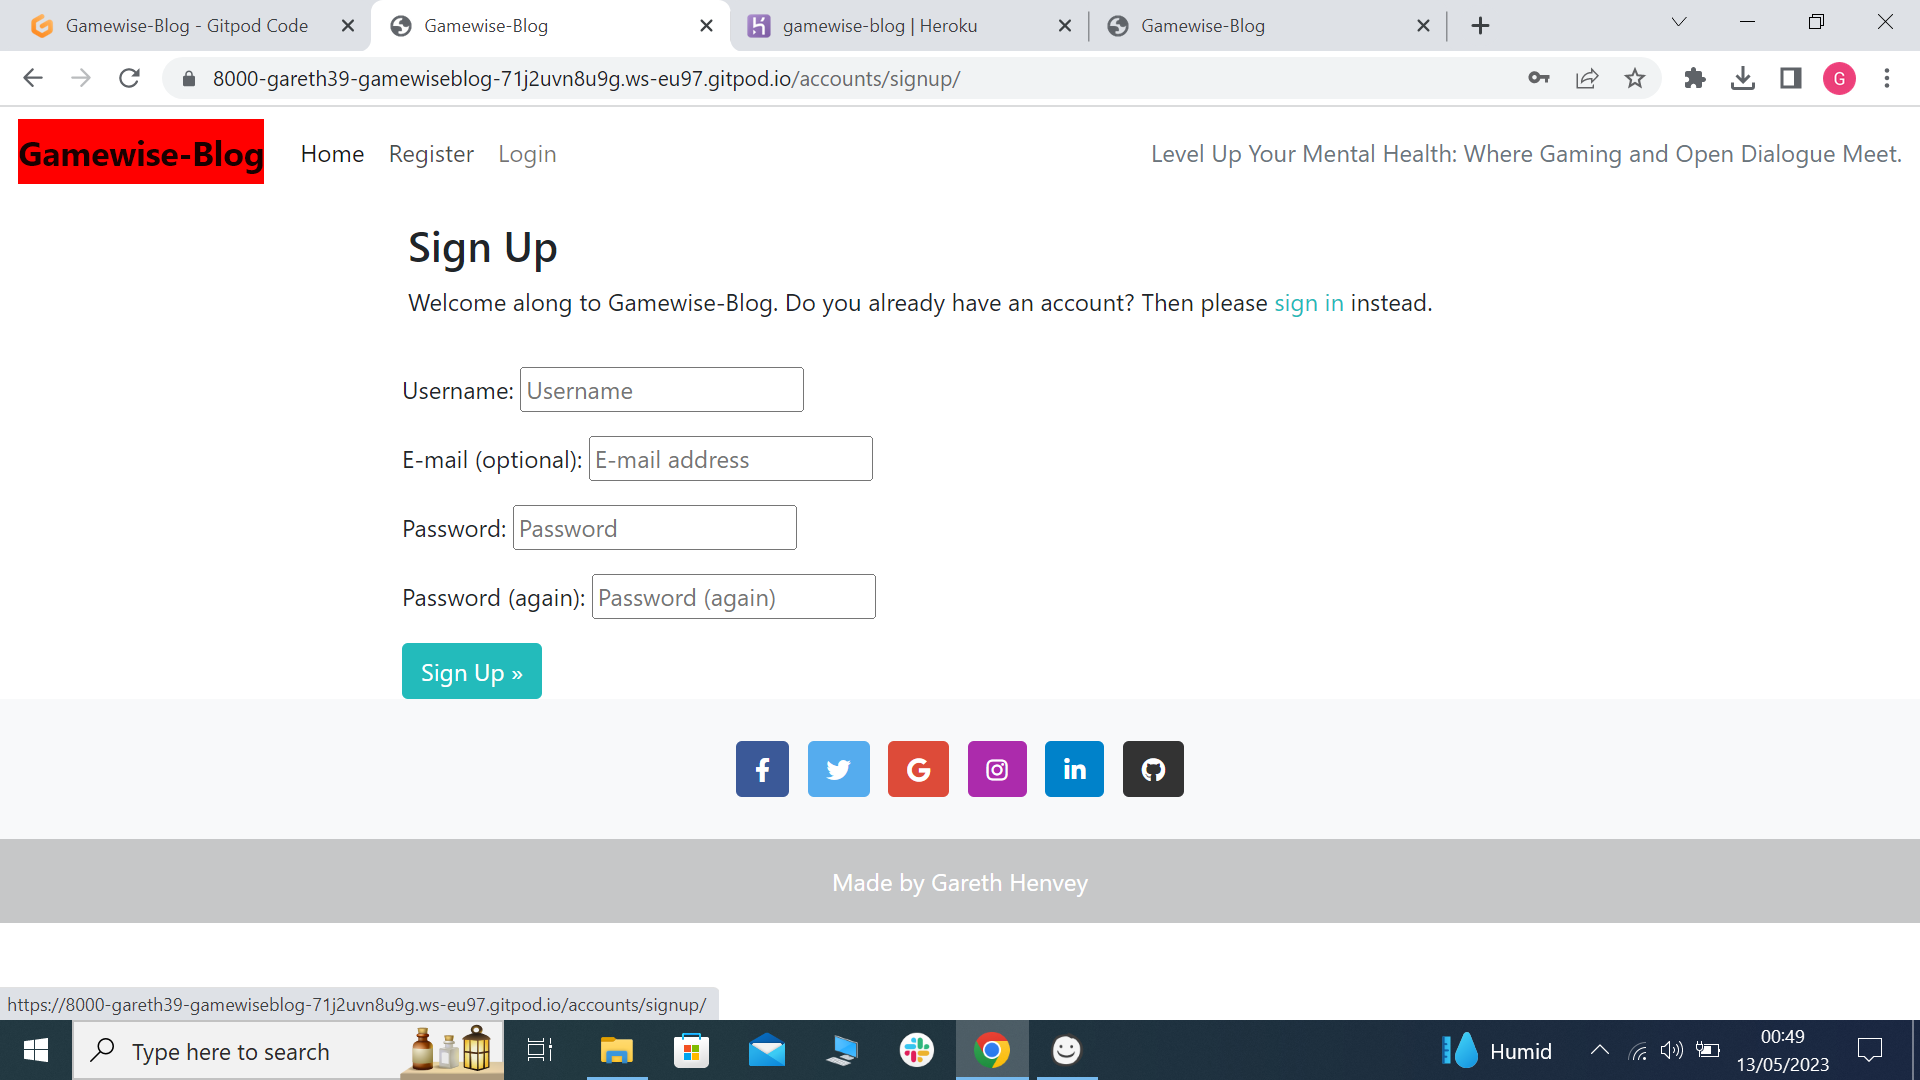 Gamewise-Blog - Gitpod Code
Gamewise-Blog
gamewise-blog | Heroku
Gamewise-Blog
8000-gareth39-gamewiseblog-71j2uvn8u9g.ws-eu97.gitpod.io/accounts/signup/
G
Gamewise-Blog
Home
Register
Login
Level Up Your Mental Health: Where Gaming and Open Dialogue Meet.
Sign Up
Welcome along to Gamewise-Blog. Do you already have an account? Then please sign in instead.
Username: Username
E-mail (optional): E-mail address
Password: Password
Password (again): Password (again)
Sign Up »
Made by Gareth Henvey
https://8000-gareth39-gamewiseblog-71j2uvn8u9g.ws-eu97.gitpod.io/accounts/signup/
Type here to search
Humid
00:49
13/05/2023